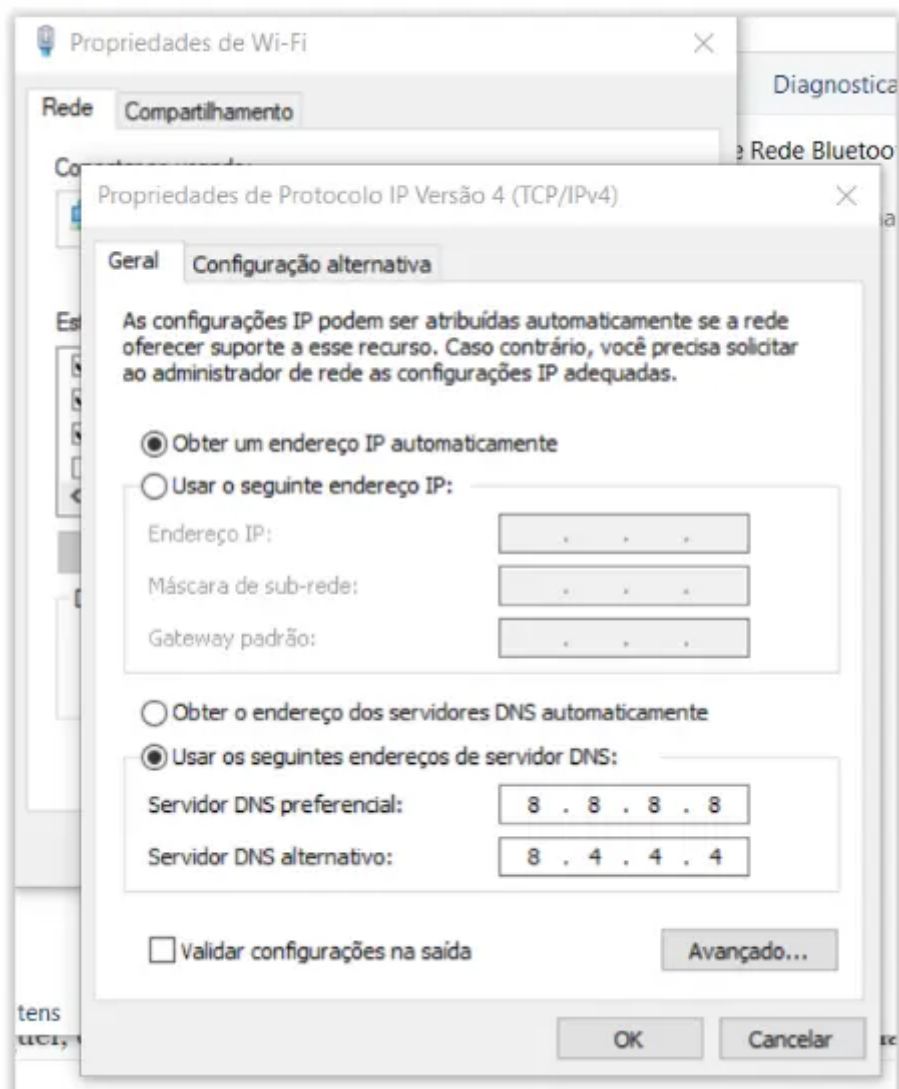 Propriedades de Wi-Fi
Diagnostica
Rede
Compartilhamento
e Rede Bluetoo
Propriedades de Protocolo IP Versão 4 (TCP/IPv4)
Geral
Configuração alternativa
As configurações IP podem ser atribuídas automaticamente se a rede
oferecer suporte a esse recurso. Caso contrário, você precisa solicitar
ao administrador de rede as configurações IP adequadas.
Obter um endereço IP automaticamente
Usar o seguinte endereço IP:
Endereço IP:
. . .
Máscara de sub-rede:
. . .
Gateway padrão:
. . .
Obter o endereço dos servidores DNS automaticamente
Usar os seguintes endereços de servidor DNS:
Servidor DNS preferencial:
8 . 8 . 8 . 8
Servidor DNS alternativo:
8 . 4 . 4 . 4
Validar configurações na saída
Avançado...
tens
OK
Cancelar